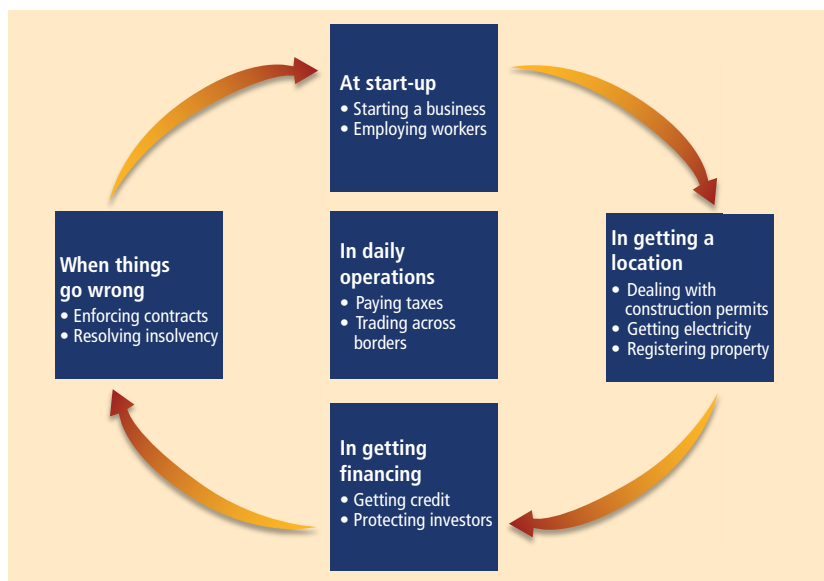 At start-up
• Starting a business
• Employing workers
In getting a
location
• Dealing with
construction permits
• Getting electricity
• Registering property
In getting
financing
• Getting credit
• Protecting investors
When things
go wrong
• Enforcing contracts
• Resolving insolvency
In daily
operations
• Paying taxes
• Trading across
borders